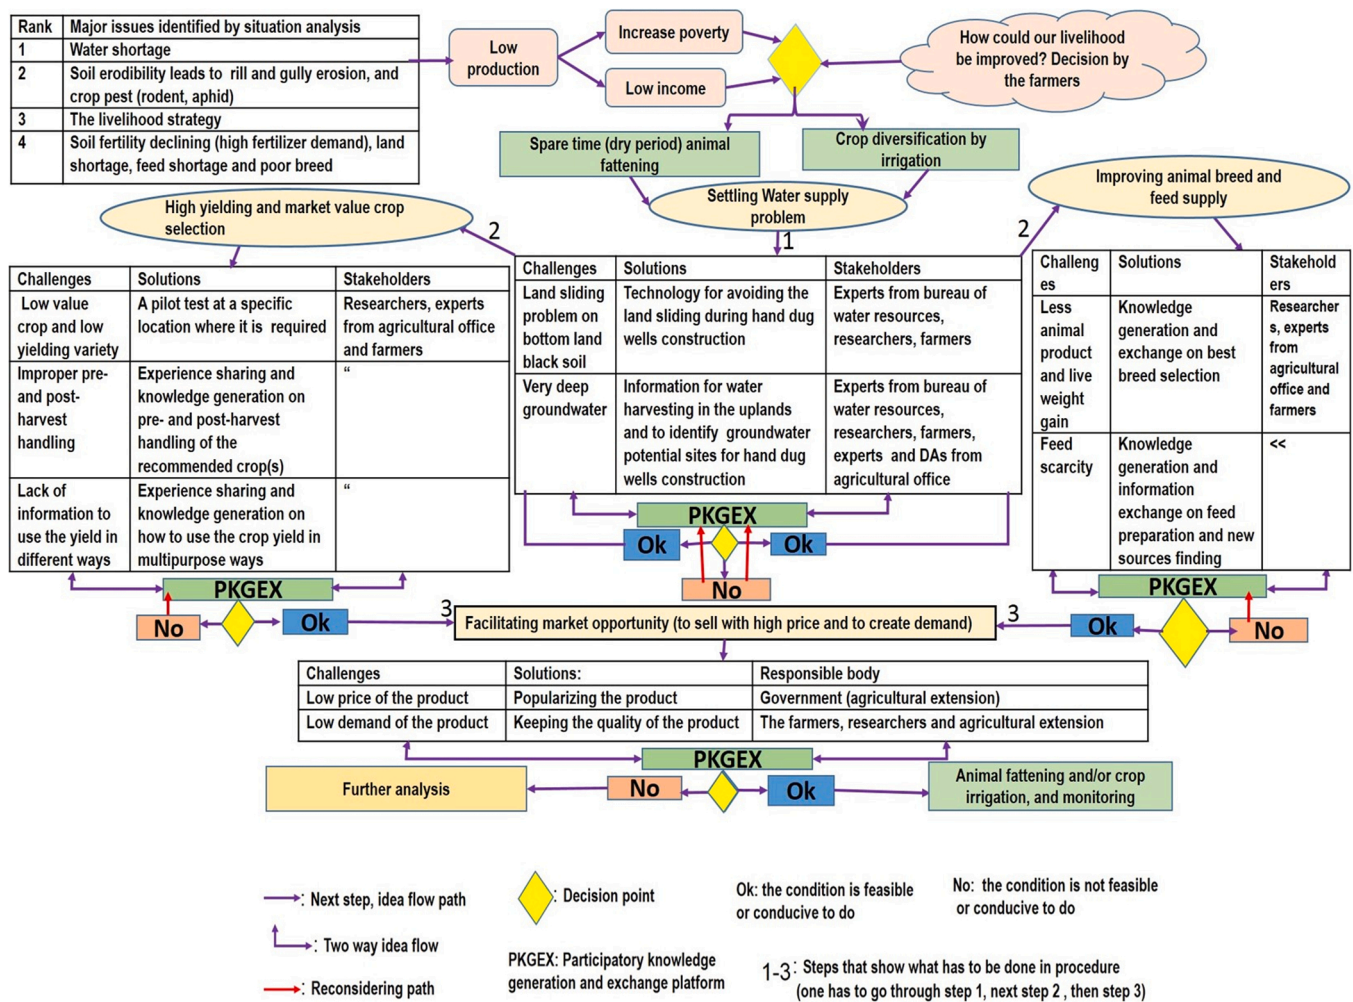 Rank Major issues identified by situation analysis
1 Water shortage
2 Soil erodibility leads to rill and gully erosion, and
crop pest (rodent, aphid)
3 The livelihood strategy
4 Soil fertility declining (high fertilizer demand), land
shortage, feed shortage and poor breed
Low
production
Increase poverty
Low income
How could our livelihood
be improved? Decision by
the farmers
Spare time (dry period) animal
fattening
Crop diversification by
irrigation
High yielding and market value crop
selection
Settling Water supply
problem
Improving animal breed and
feed supply
2
1
2
Challenges Solutions Stakeholders
Low value
crop and low
yielding variety
A pilot test at a specific
location where it is required
Researchers, experts
from agricultural office
and farmers
Improper pre-
and post-
harvest
handling
Experience sharing and
knowledge generation on
pre- and post-harvest
handling of the
recommended crop(s)
“
Lack of
information to
use the yield in
different ways
Experience sharing and
knowledge generation on
how to use the crop yield in
multipurpose ways
“
PKGEX
No
Ok
Challenges Solutions Stakeholders
Land sliding
problem on
bottom land
black soil
Technology for avoiding the
land sliding during hand dug
wells construction
Experts from bureau of
water resources,
researchers, farmers
Very deep
groundwater
Information for water
harvesting in the uplands
and to identify groundwater
potential sites for hand dug
wells construction
Experts from bureau of
water resources,
researchers, farmers,
experts and DAs from
agricultural office
PKGEX
Ok
Ok
No
Challeng
es
Solutions
Stakehold
ers
Less
animal
product
and live
weight
gain
Knowledge
generation and
exchange on best
breed selection
Researcher
s, experts
from
agricultural
office and
farmers
Feed
scarcity
Knowledge
generation and
information
exchange on feed
preparation and new
sources finding
<<
PKGEX
Ok
No
3
Facilitating market opportunity (to sell with high price and to create demand)
3
Challenges Solutions: Responsible body
Low price of the product Popularizing the product Government (agricultural extension)
Low demand of the product Keeping the quality of the product The farmers, researchers and agricultural extension
PKGEX
Further analysis
No
Ok
Animal fattening and/or crop
irrigation, and monitoring
: Next step, idea flow path
: Two way idea flow
: Reconsidering path
: Decision point
PKGEX: Participatory knowledge
generation and exchange platform
Ok: the condition is feasible
or conducive to do
No: the condition is not feasible
or conducive to do
1-3: Steps that show what has to be done in procedure
(one has to go through step 1, next step 2 , then step 3)